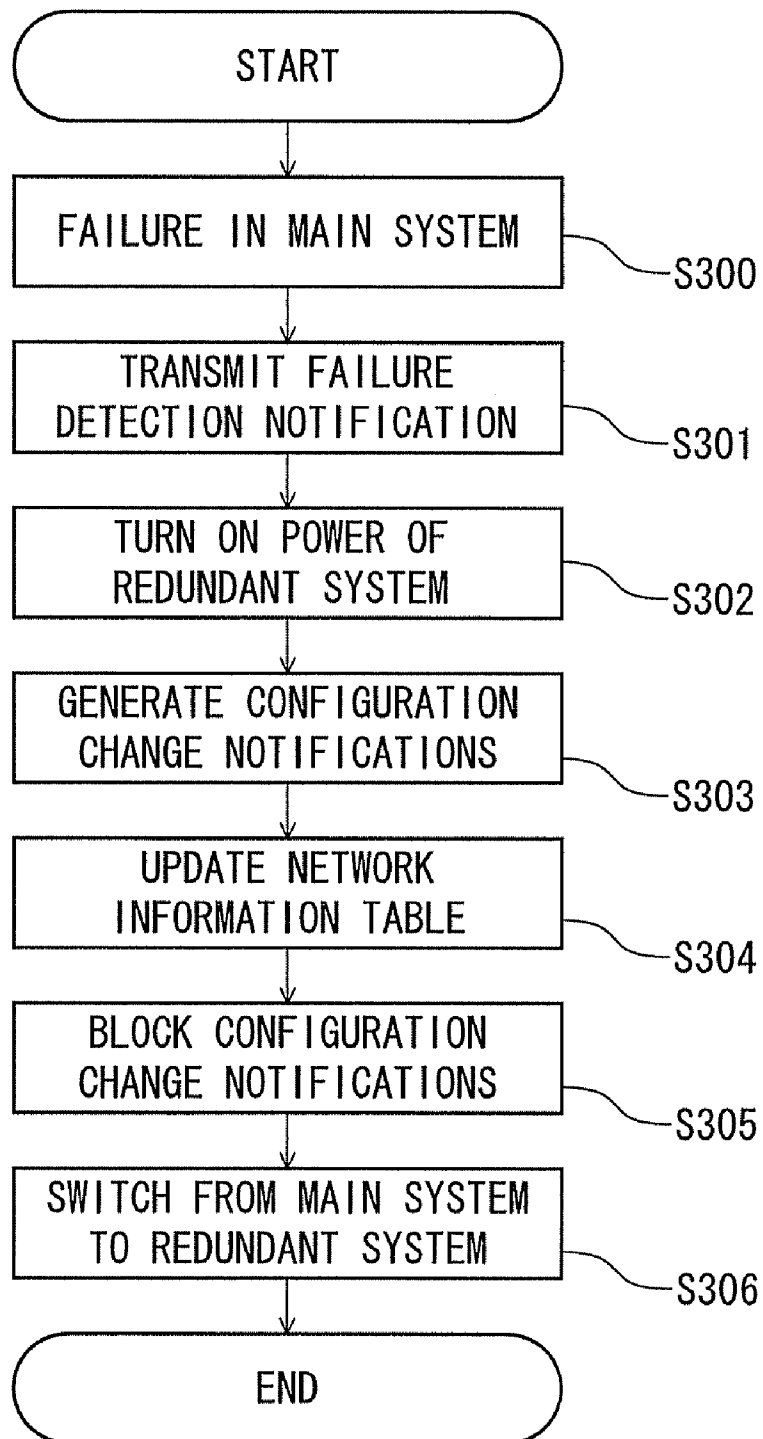 START
FAILURE IN MAIN SYSTEM
S300
TRANSMIT FAILURE
DETECTION NOTIFICATION
S301
TURN ON POWER OF
REDUNDANT SYSTEM
S302
GENERATE CONFIGURATION
CHANGE NOTIFICATIONS
S303
UPDATE NETWORK
INFORMATION TABLE
S304
BLOCK CONFIGURATION
CHANGE NOTIFICATIONS
S305
SWITCH FROM MAIN SYSTEM
TO REDUNDANT SYSTEM
S306
END